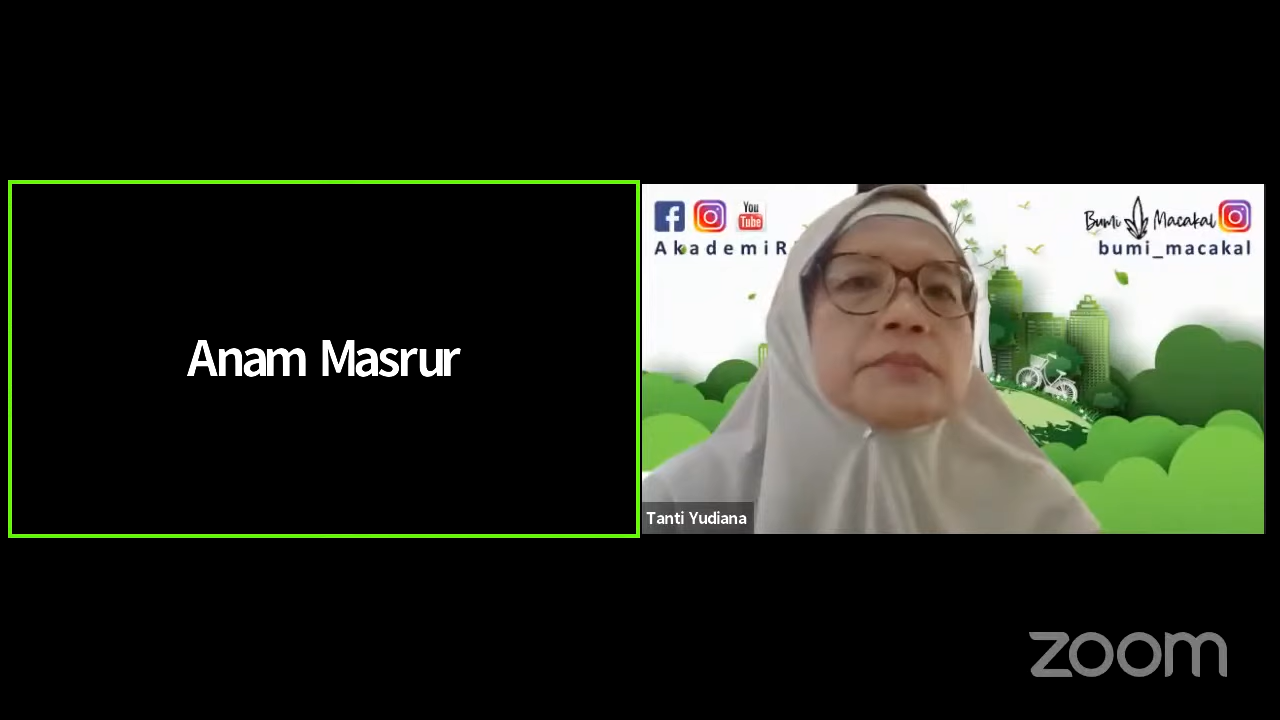 Anam Masrur
You
Tube
AkademiR
Bumi Macakal
bumi_macakal
Tanti Yudiana
zoom